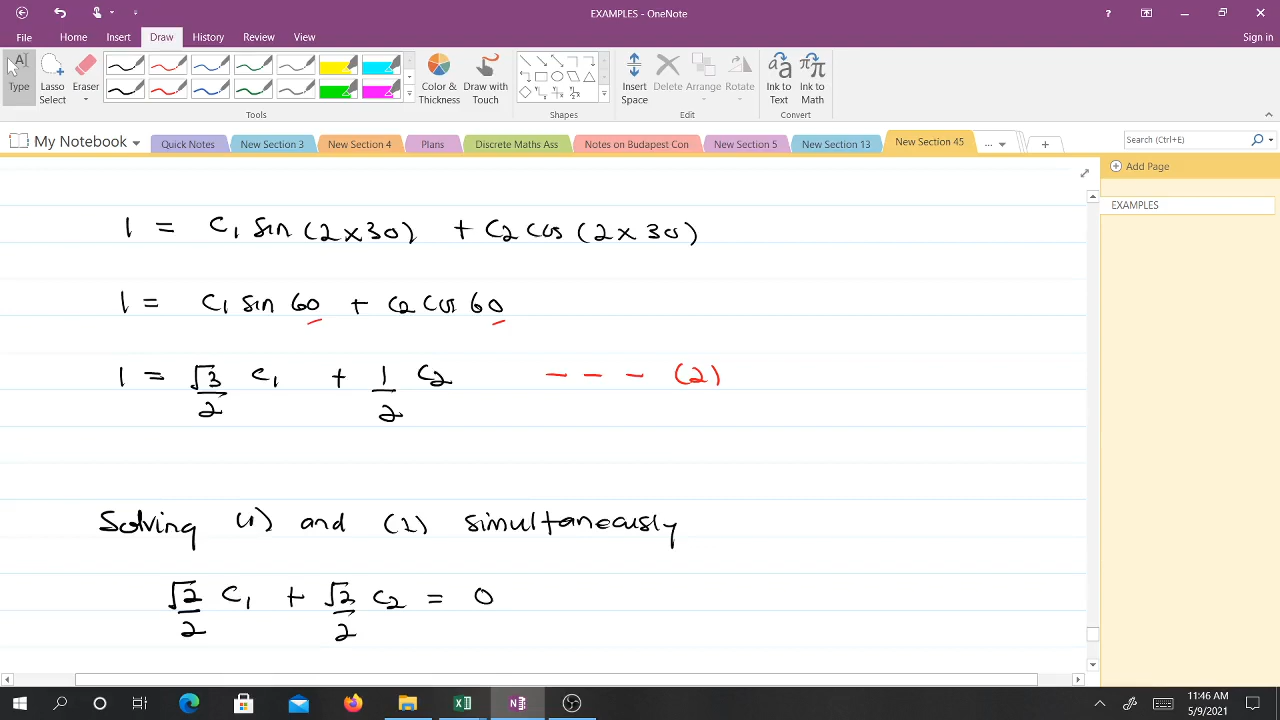 EXAMPLES - OneNote
? Sign in
File Home Insert Draw History Review View
Type Lasso Select Eraser Color & Thickness Draw with Touch Insert Space Delete Arrange Rotate Ink to Text Ink to Math
Tools Shapes Edit Convert
My Notebook Quick Notes New Section 3 New Section 4 Plans Discrete Maths Ass Notes on Budapest Con New Section 5 New Section 13 New Section 45 ... + Search (Ctrl+E)
Add Page
EXAMPLES
1 = C₁ sin (2x30) + C₂ cos (2x30)
1 = C₁ sin 60 + C₂ cos 60
1 = √3/2 C₁ + 1/2 C₂ --- (2)
Solving (1) and (2) simultaneously
√2/2 C₁ + √2/2 C₂ = 0
11:46 AM
5/9/2021